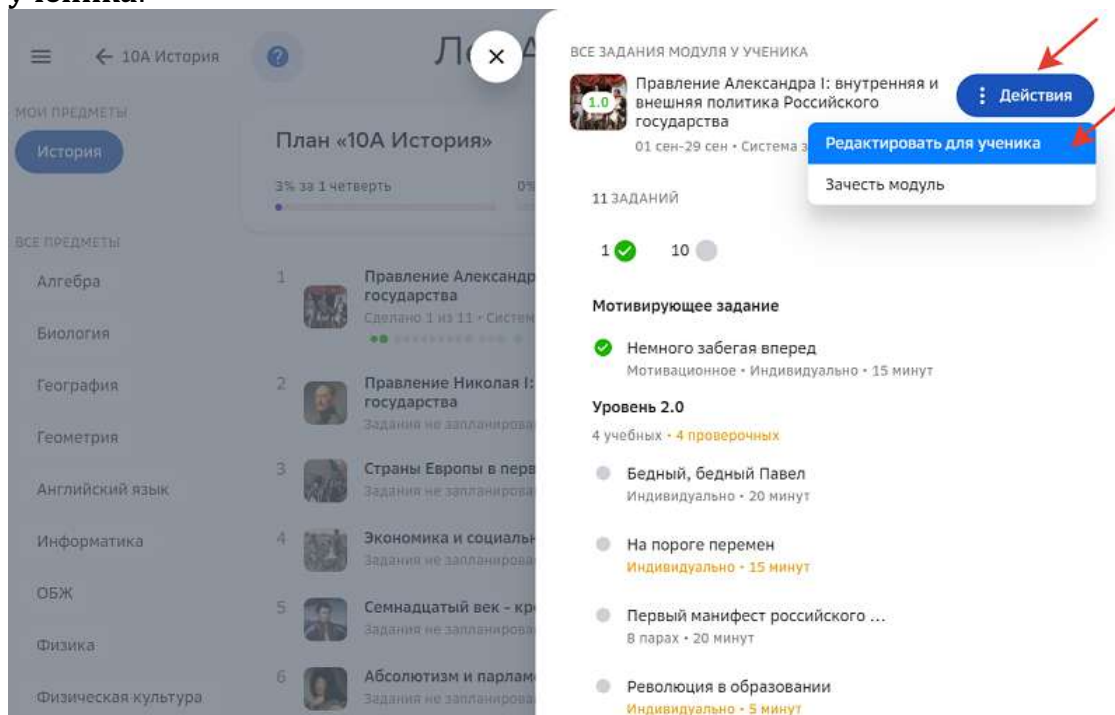 ученика.
← 10А История
?
Ле
А
×
МОИ ПРЕДМЕТЫ
История
План «10А История»
3% за 1 четверть
0%
ВСЕ ПРЕДМЕТЫ
Алгебра
Биология
География
Геометрия
Английский язык
Информатика
ОБЖ
Физика
Физическая культура
1
Правление Александр
государства
Сделано 1 из 11 • Систем
2
Правление Николая I:
государства
Задания не запланирова
3
Страны Европы в перв
Задания не запланирова
4
Экономика и социальн
Задания не запланирова
5
Семнадцатый век - кр
Задания не запланирова
6
Абсолютизм и парлам
Задания не запланирова
ВСЕ ЗАДАНИЯ МОДУЛЯ У УЧЕНИКА
1.0
Правление Александра I: внутренняя и
внешняя политика Российского
государства
01 сен-29 сен • Система з
Действия
Редактировать для ученика
Зачесть модуль
11 ЗАДАНИЙ
1 10
Мотивирующее задание
Немного забегая вперед
Мотивационное • Индивидуально • 15 минут
Уровень 2.0
4 учебных • 4 проверочных
Бедный, бедный Павел
Индивидуально • 20 минут
На пороге перемен
Индивидуально • 15 минут
Первый манифест российского ...
В парах • 20 минут
Революция в образовании
Индивидуально • 5 минут